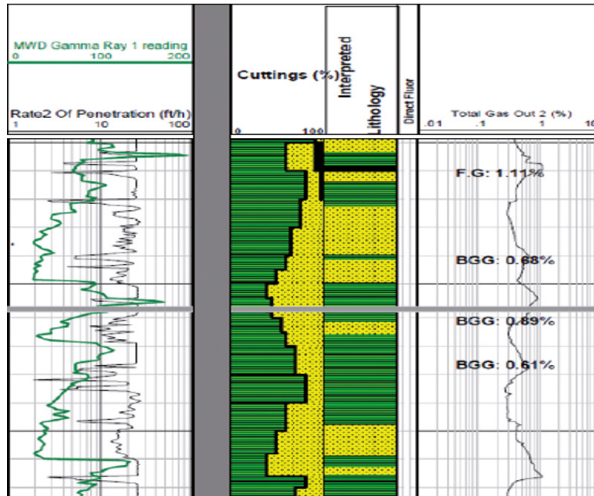 MWD Gamma Ray 1 reading
0 100 200
Rate2 Of Penetration (ft/h)
1 10 100
Cuttings (%)
0 100
Interpreted
Lithology
Direct Fluor
Total Gas Out 2 (%)
.01 .1 1 10
F.G: 1.11%
BGG: 0.68%
BGG: 0.89%
BGG: 0.61%